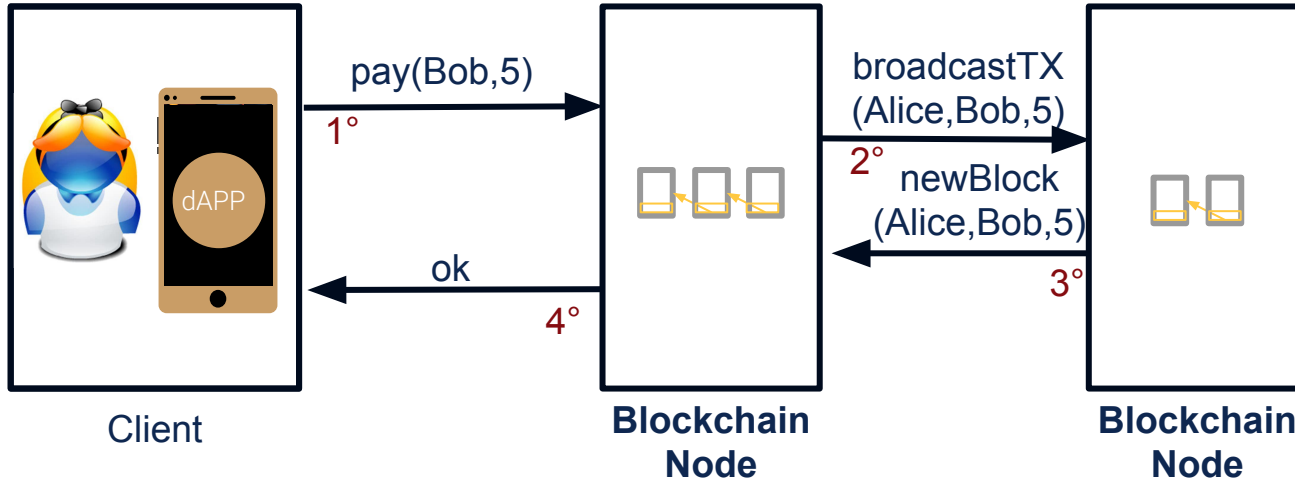 pay(Bob,5)
1°
dAPP
ok
4°
broadcastTX
(Alice,Bob,5)
2°
newBlock
(Alice,Bob,5)
3°
Client
Blockchain
Node
Blockchain
Node